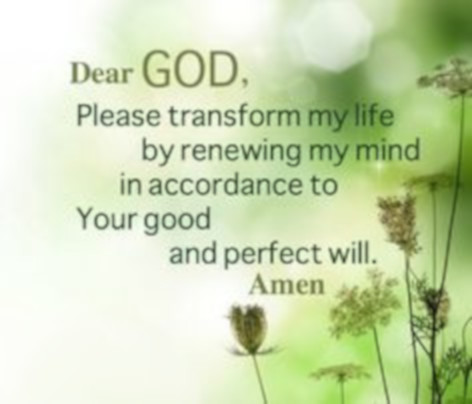 Dear GOD,
Please transform my life
by renewing my mind
in accordance to
Your good
and perfect will.
Amen